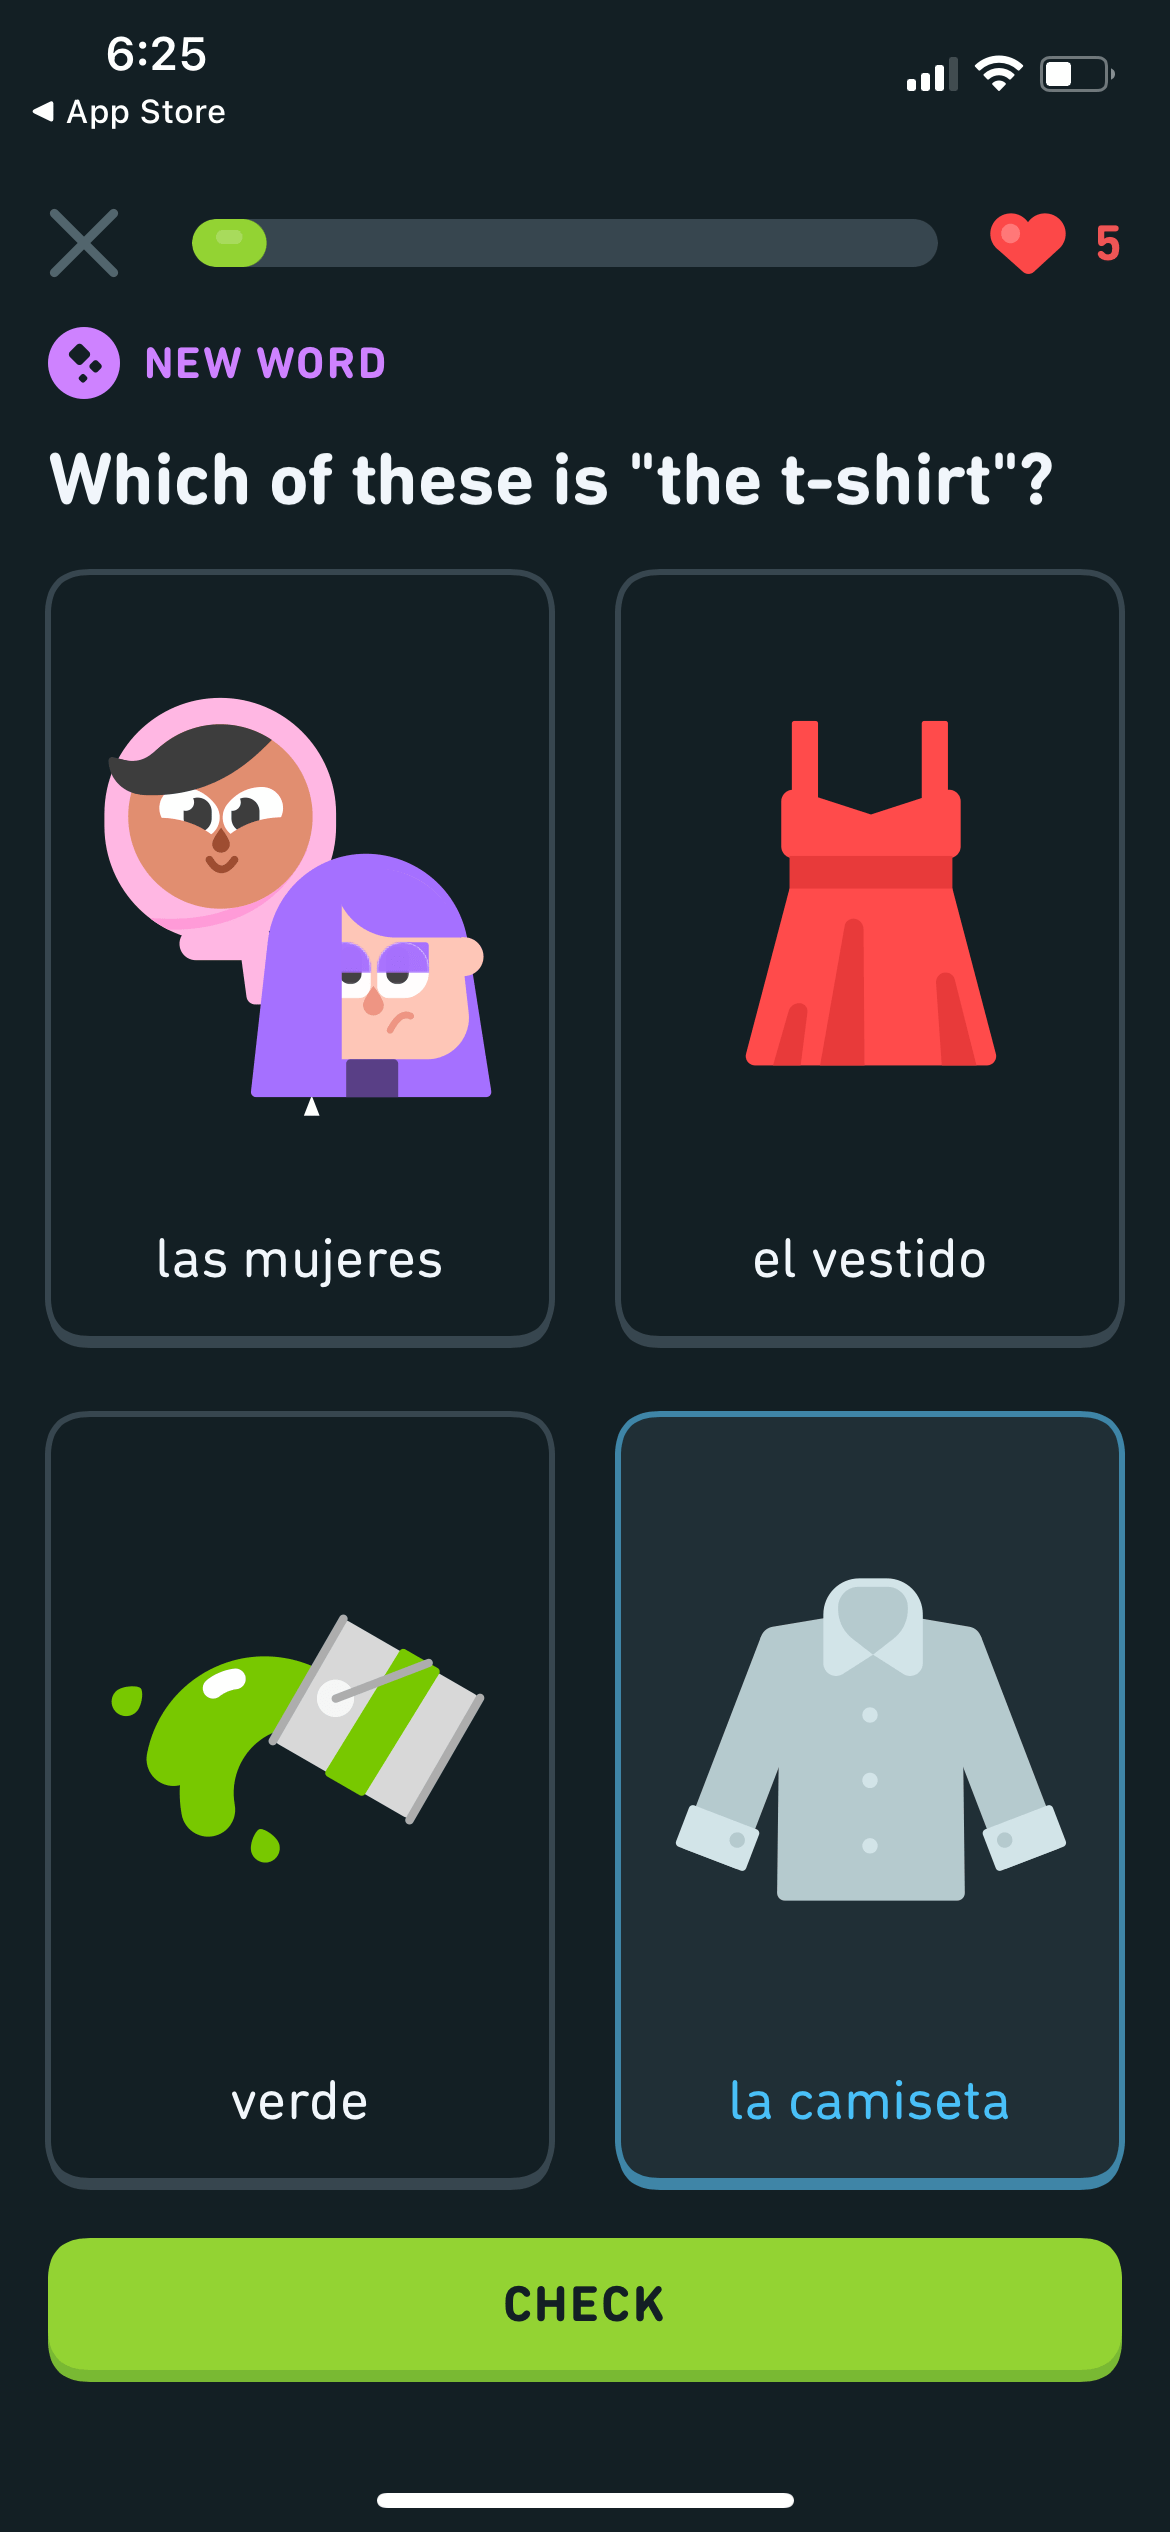 6:25
App Store
5
NEW WORD
Which of these is "the t-shirt"?
las mujeres
el vestido
verde
la camiseta
CHECK